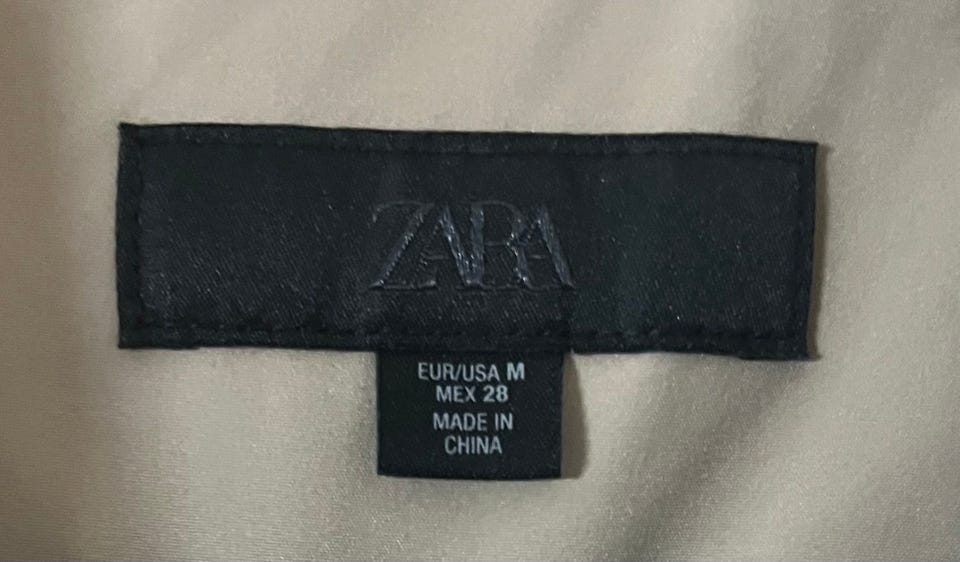 ZARA
EUR/USA M
MEX 28
MADE IN
CHINA